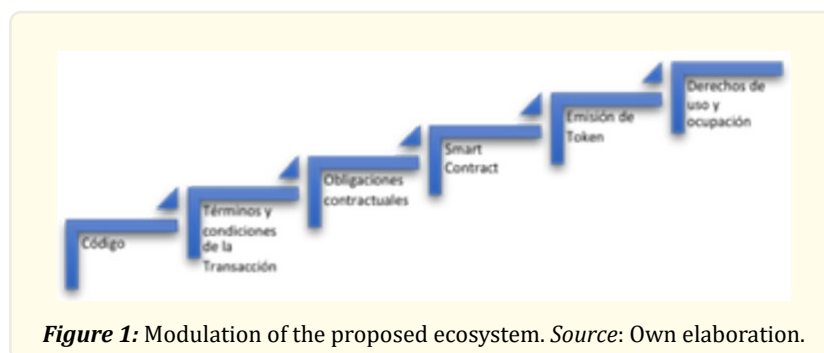 Código
Términos y
condiciones
de la
Transacción
Obligaciones
contractuales
Smart
Contract
Emisión de
Token
Derechos de
uso y
ocupación
Figure 1: Modulation of the proposed ecosystem. Source: Own elaboration.